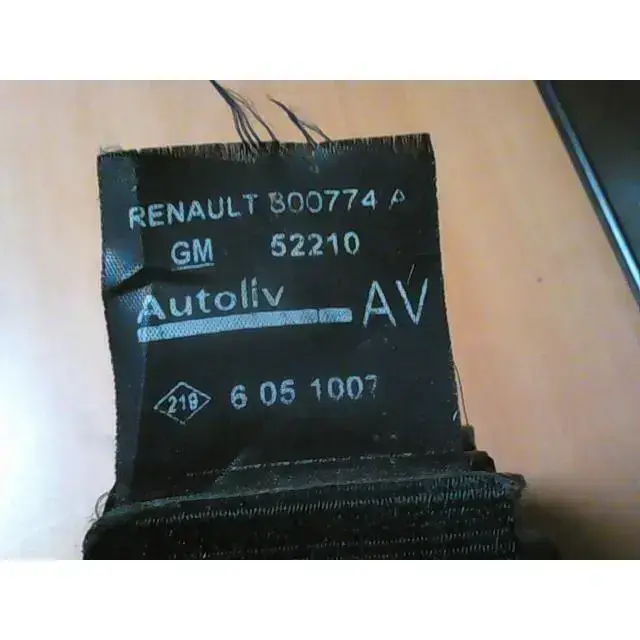 RENAULT 800774 A
GM 52210
Autoliv AV
219 6 05 1007